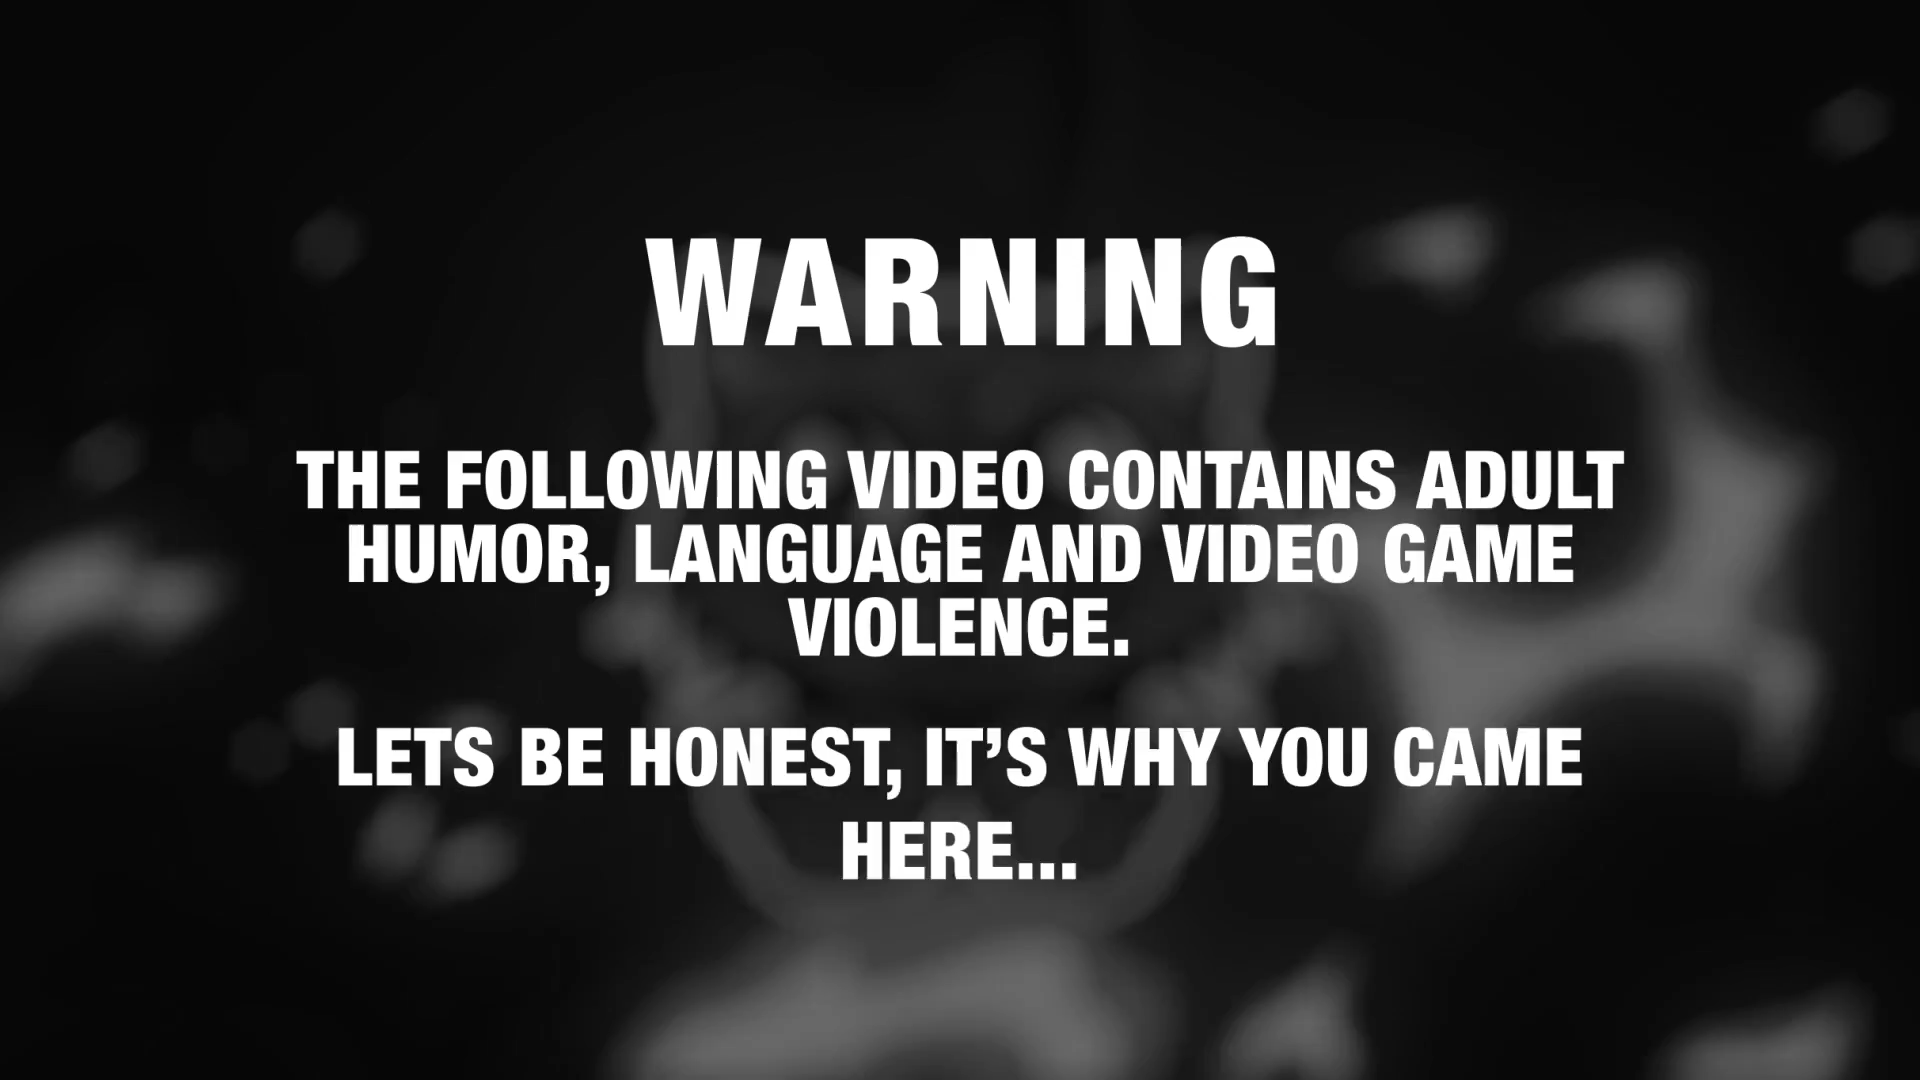 WARNING
THE FOLLOWING VIDEO CONTAINS ADULT
HUMOR, LANGUAGE AND VIDEO GAME
VIOLENCE.
LETS BE HONEST, IT’S WHY YOU CAME
HERE...